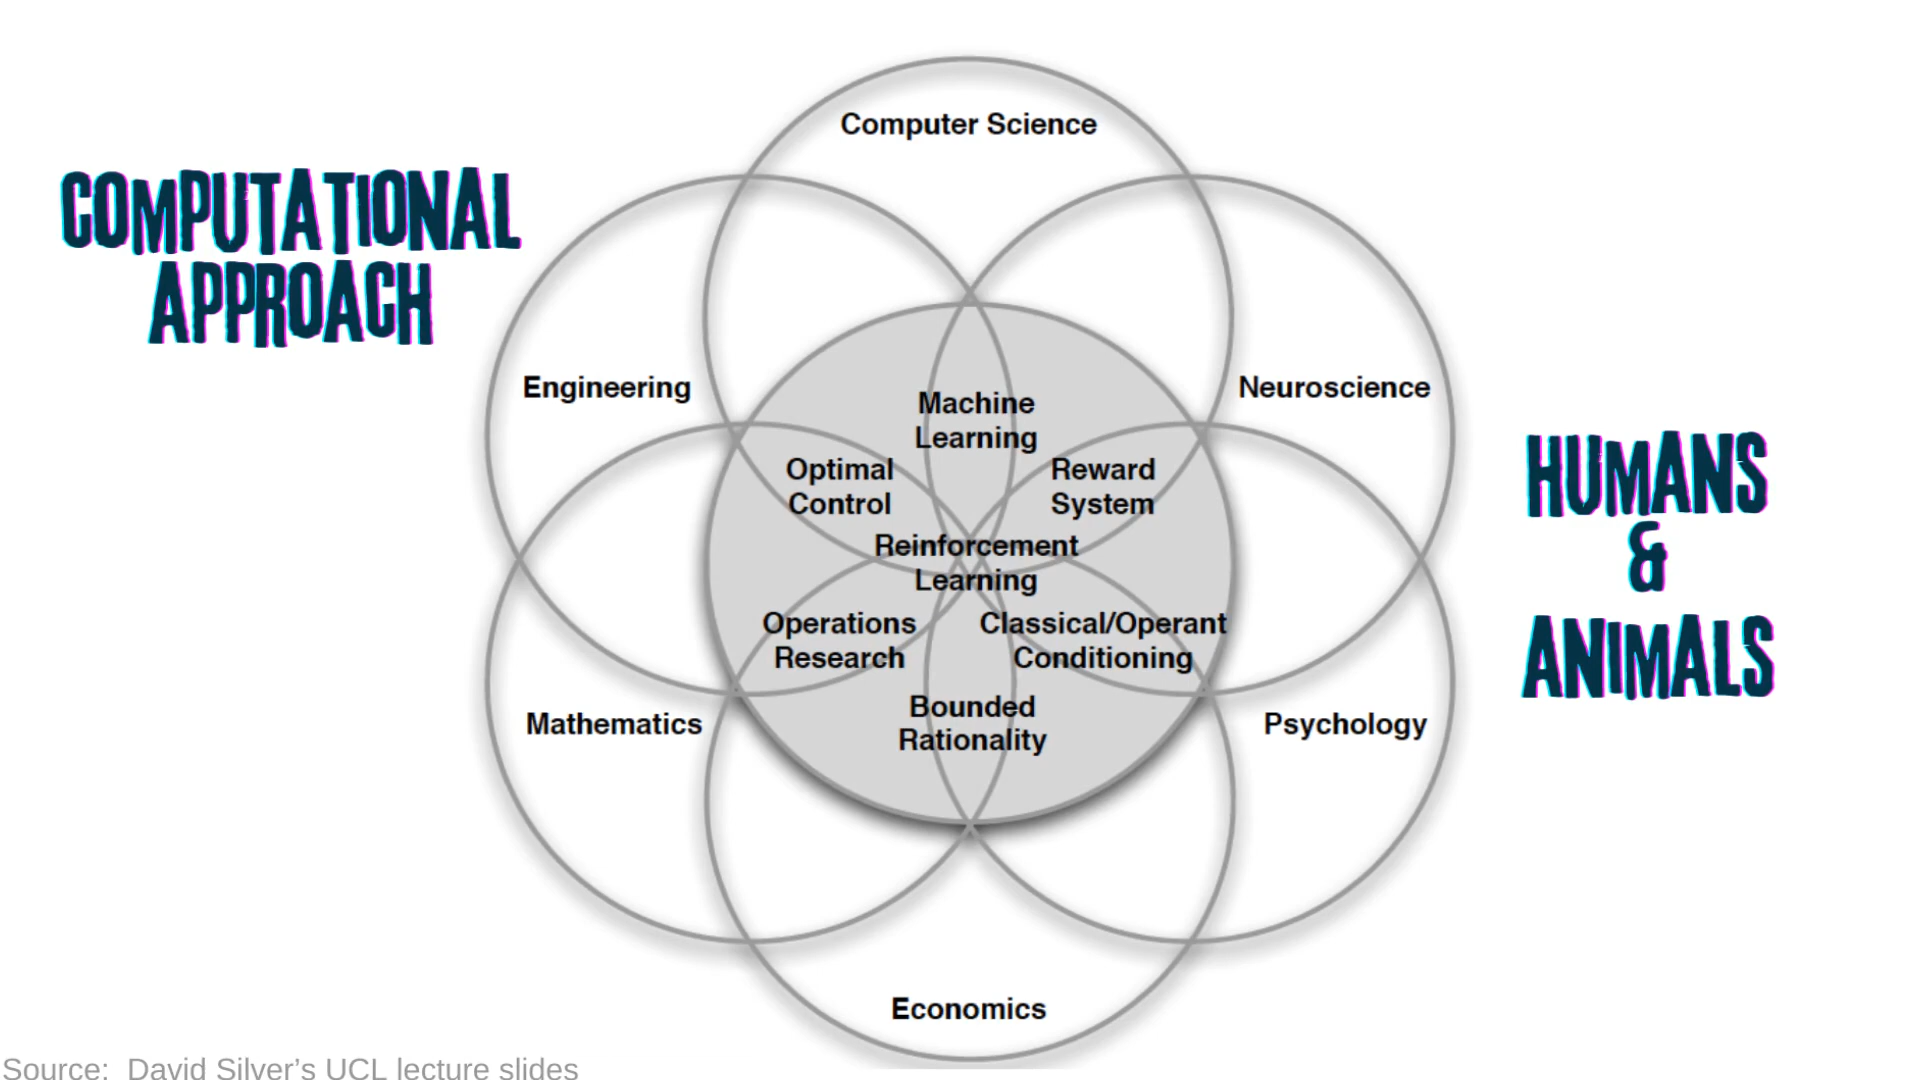 Computer Science
COMPUTATIONAL
APPROACH
Engineering
Neuroscience
Machine
Learning
Optimal
Control
Reward
System
Reinforcement
Learning
HUMANS
&
ANIMALS
Operations
Research
Classical/Operant
Conditioning
Bounded
Rationality
Mathematics
Psychology
Economics
Source:  David Silver’s UCL lecture slides